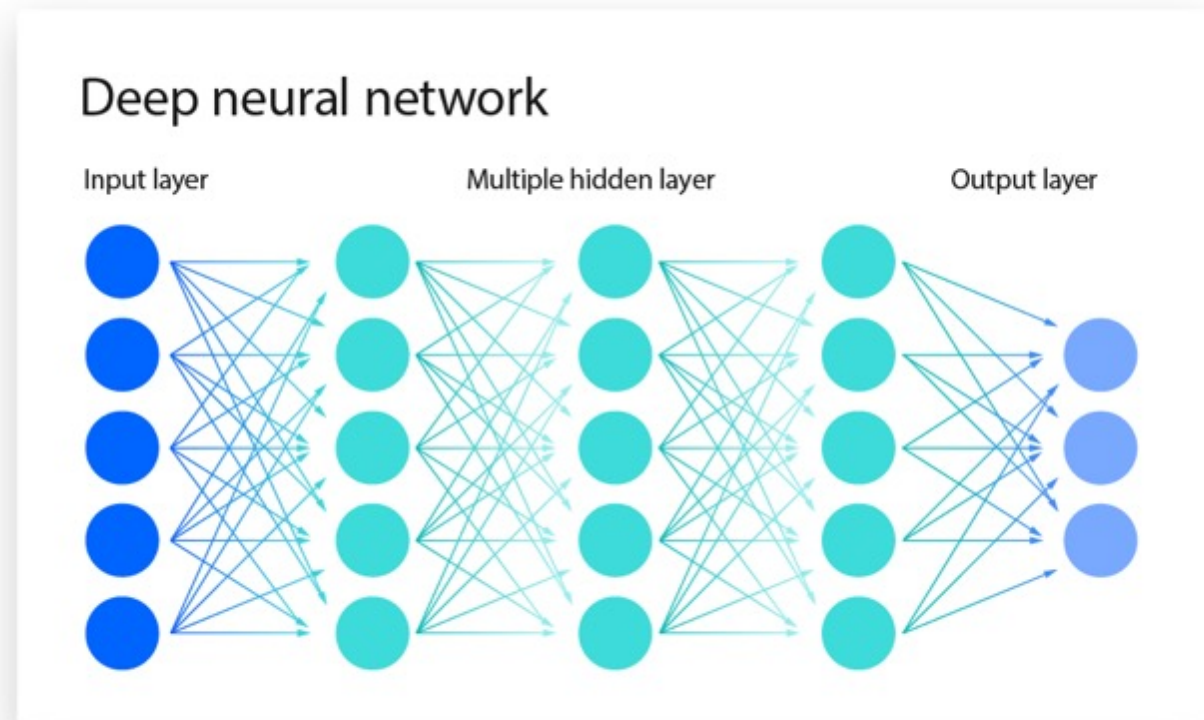 Deep neural network
Input layer
Multiple hidden layer
Output layer